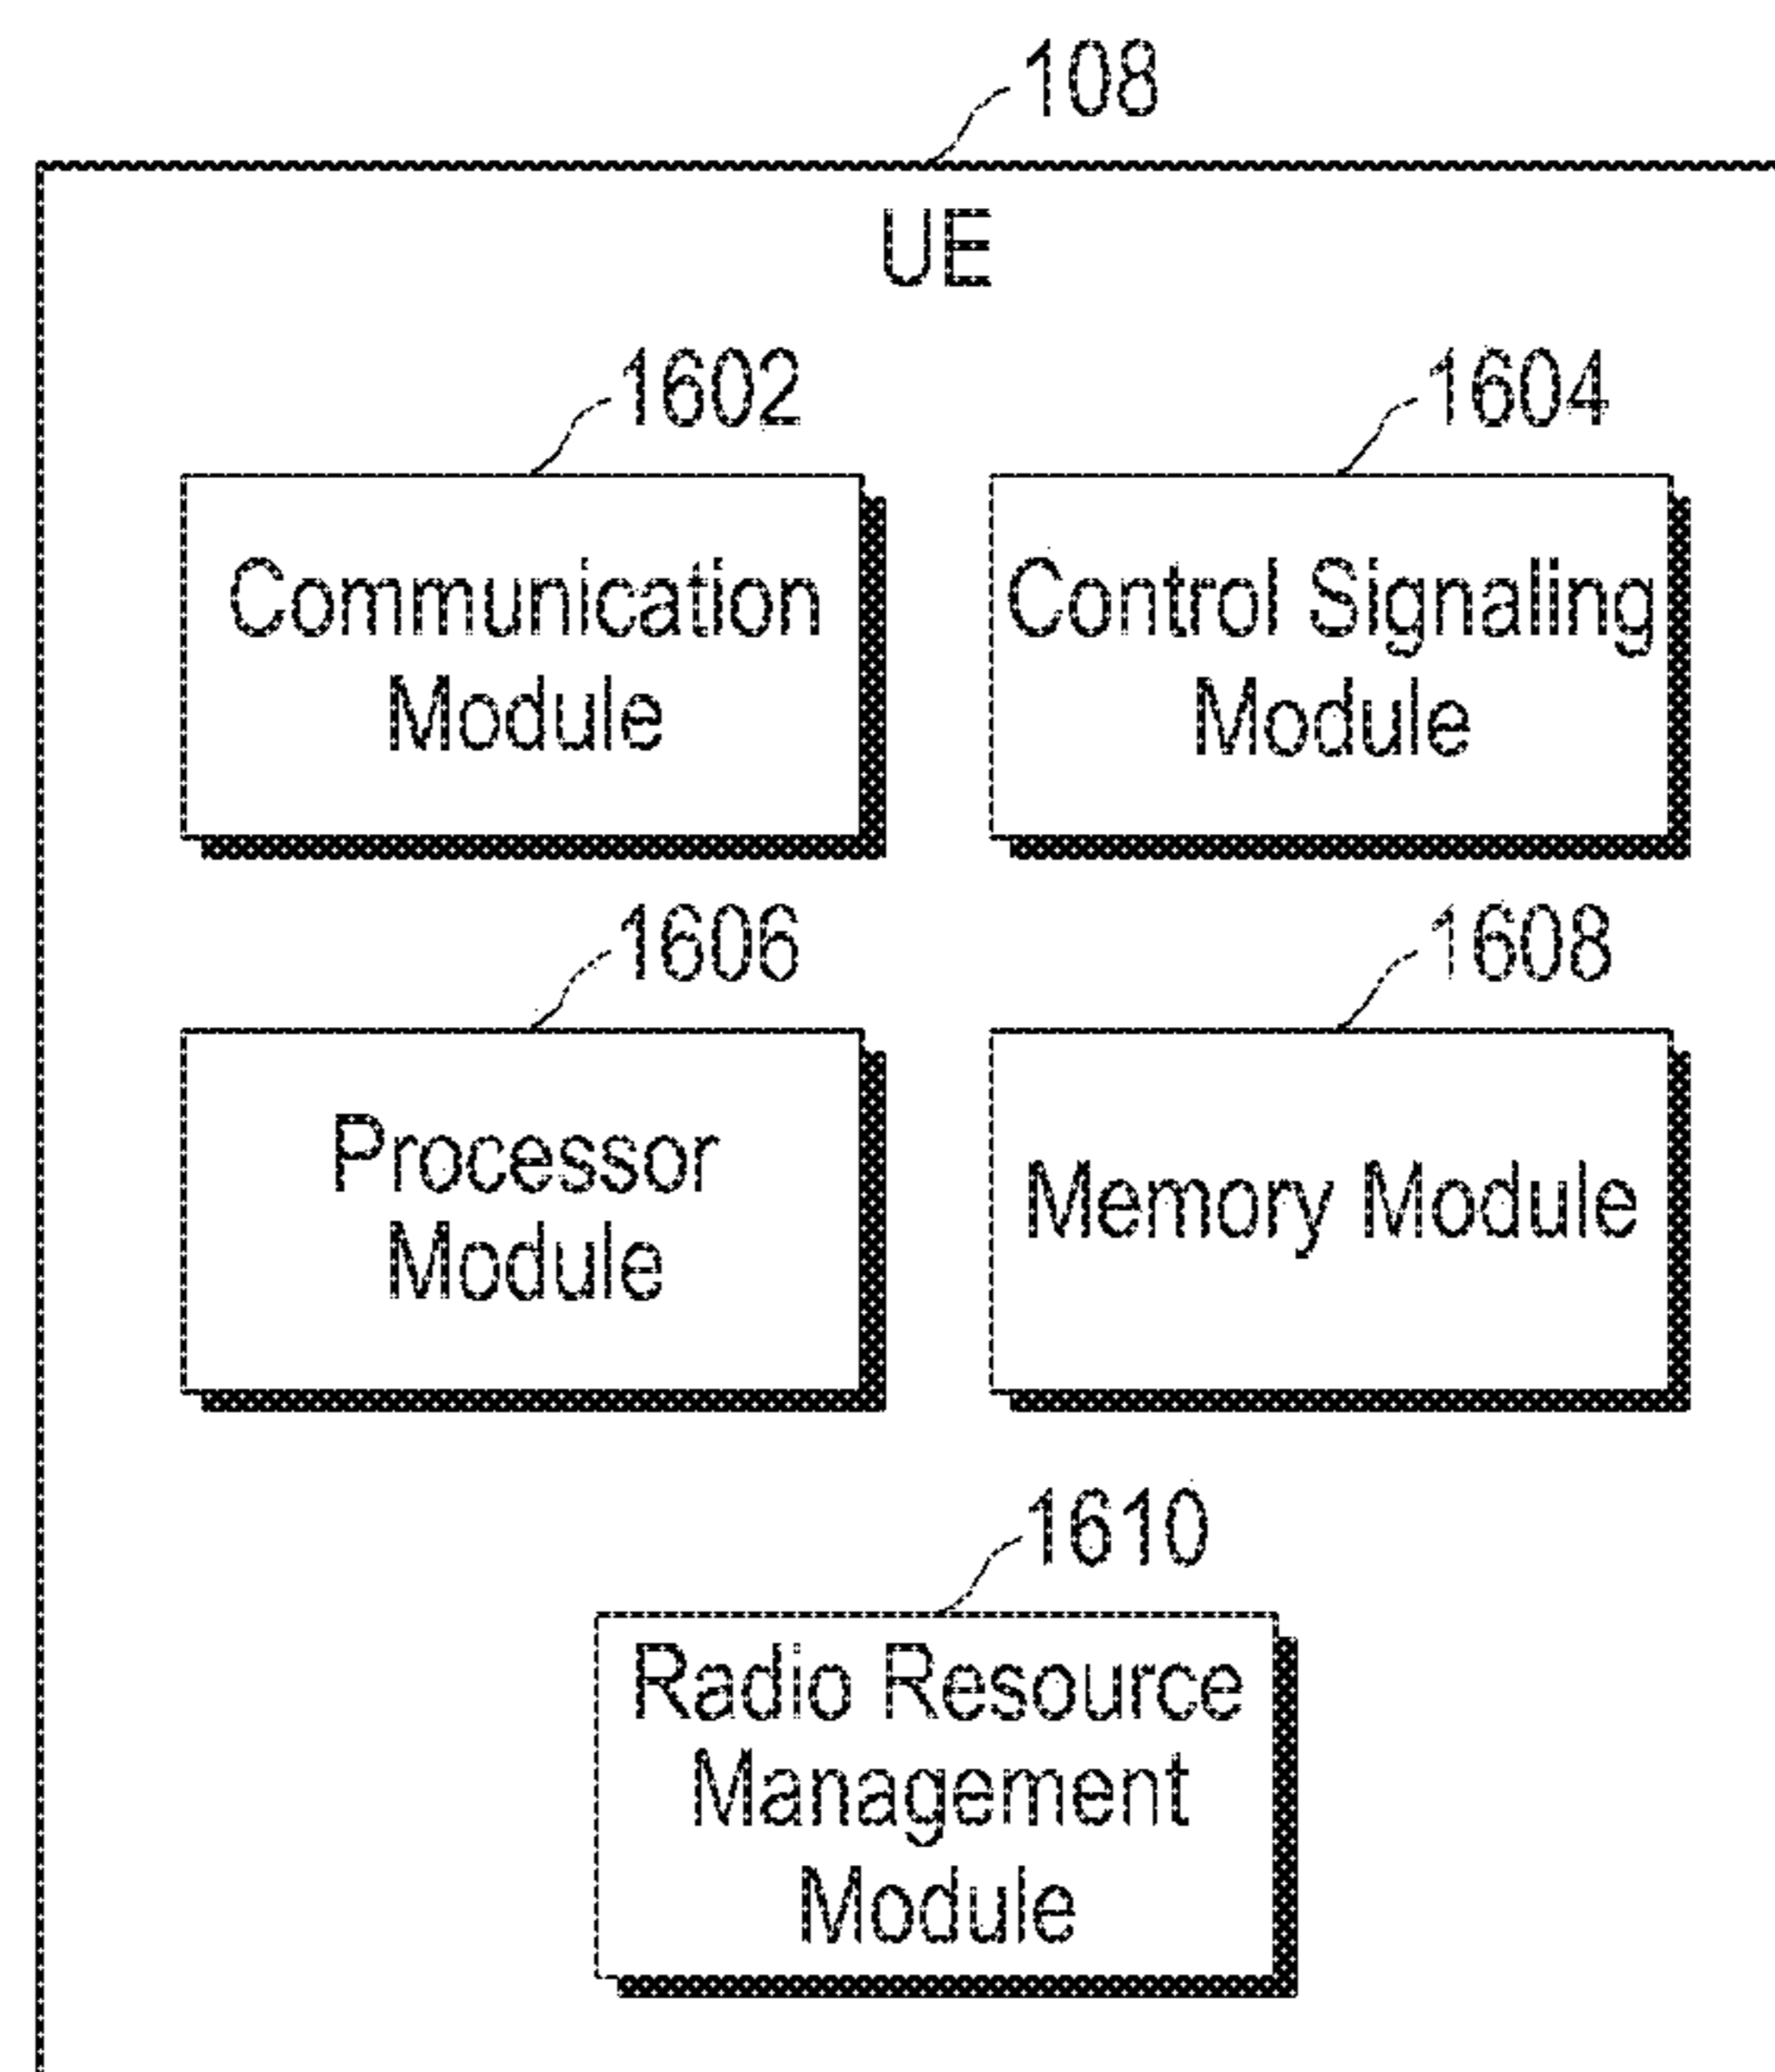 108
UE
1602
1604
Communication
Module
Control Signaling
Module
1606
1608
Processor
Module
Memory Module
1610
Radio Resource
Management
Module